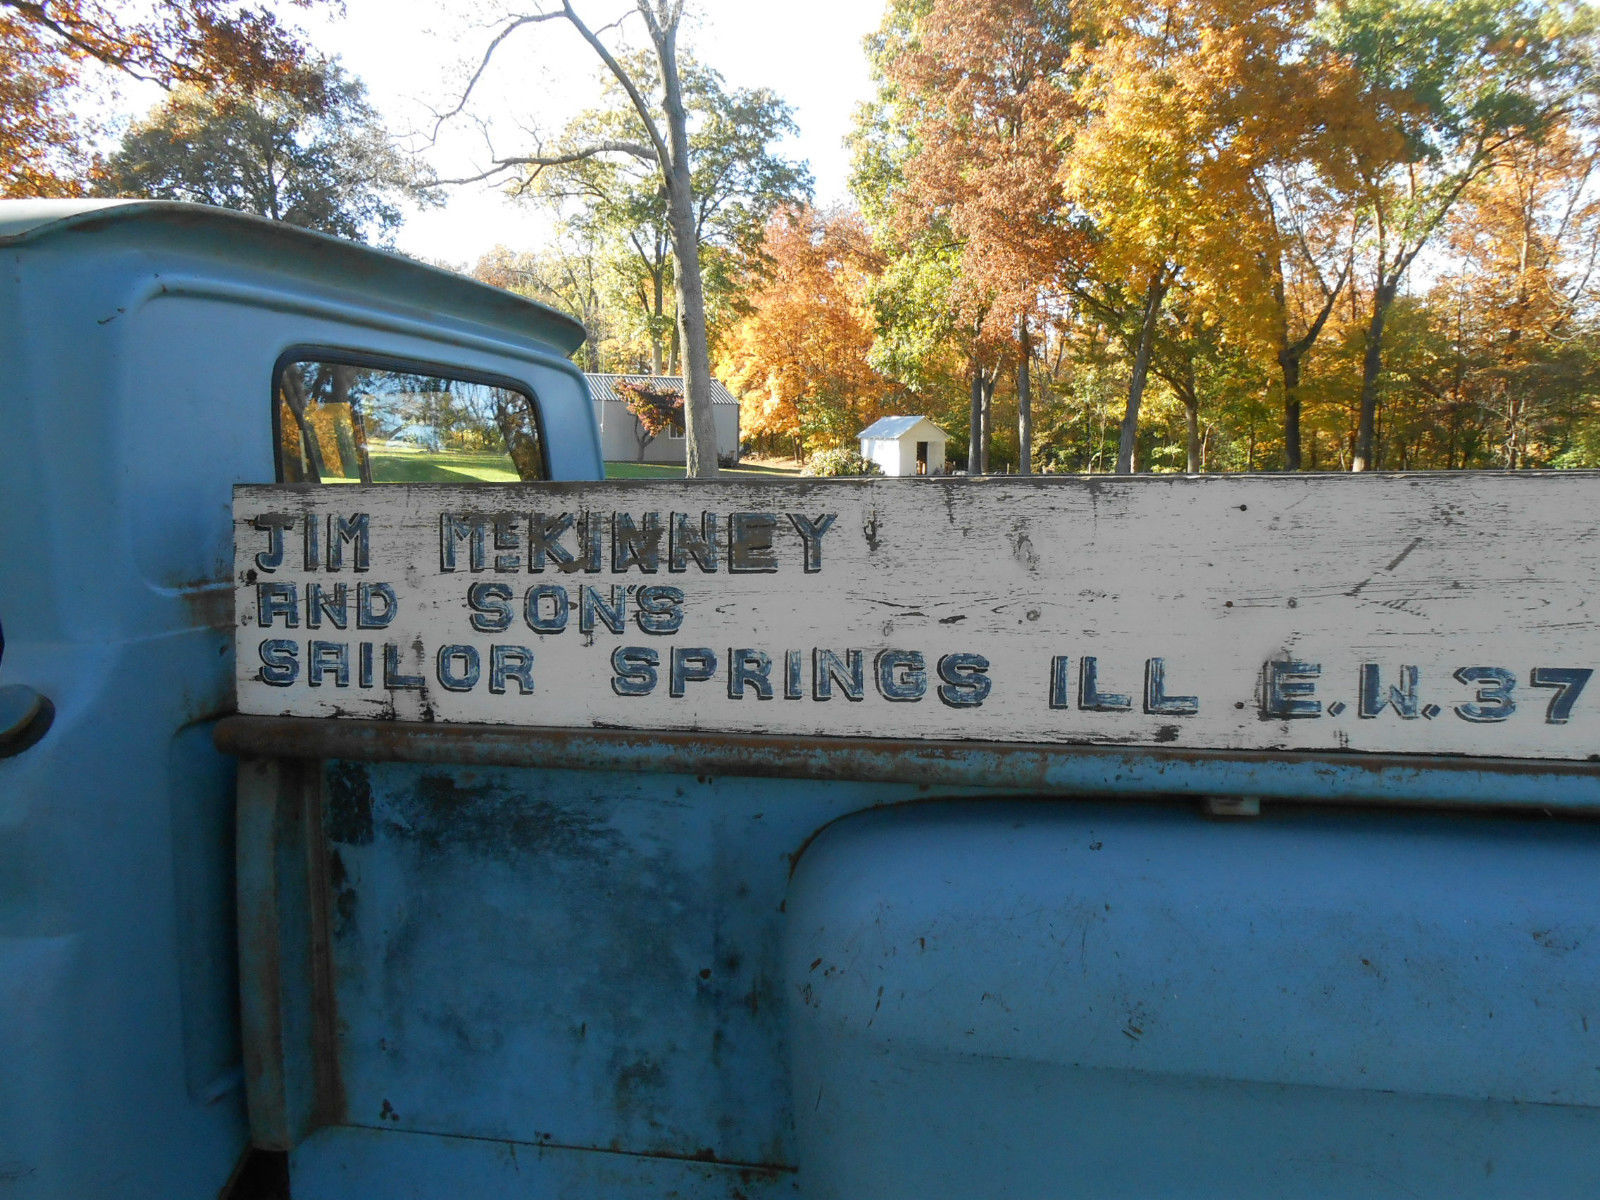 JIM McKINNEY
AND SON'S
SAILOR SPRINGS ILL. E.W.37